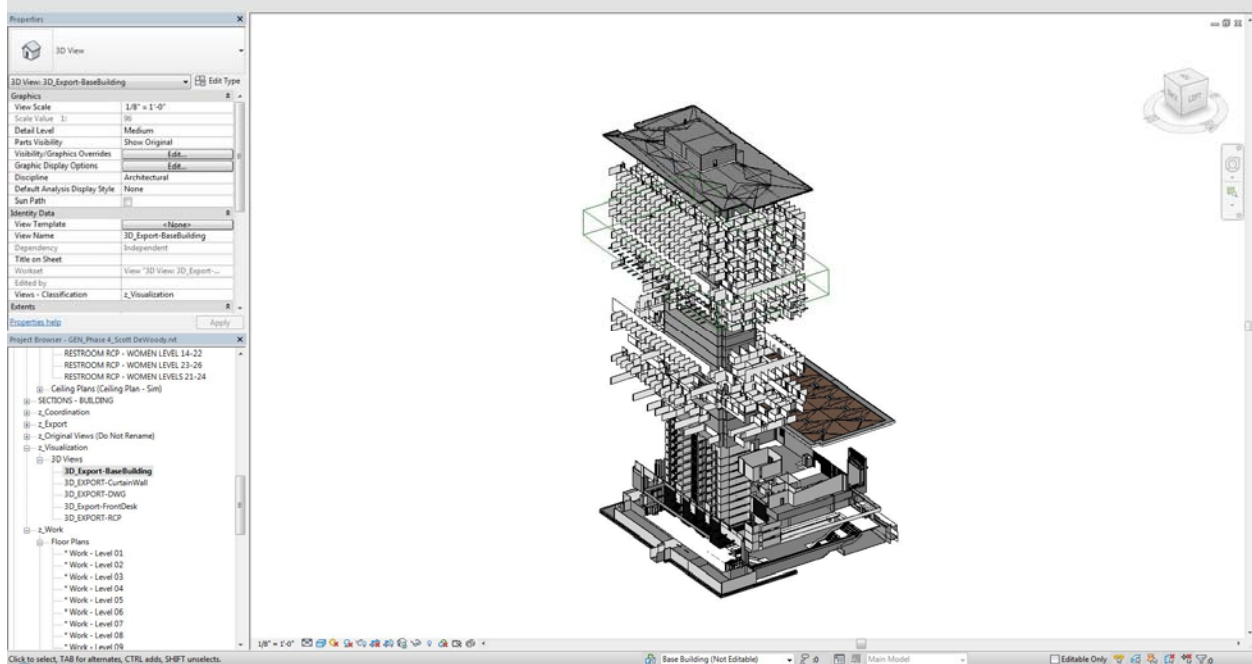 Properties
3D View
3D View: 3D_Export-BaseBuilding Edit Type
Graphics
View Scale 1/8" = 1'-0"
Scale Value 1: 96
Detail Level Medium
Parts Visibility Show Original
Visibility/Graphics Overrides Edit...
Graphic Display Options Edit...
Discipline Architectural
Default Analysis Display Style None
Sun Path
Identity Data
View Template <None>
View Name 3D_Export-BaseBuilding
Dependency Independent
Title on Sheet
Workset View "3D View: 3D_Export-...
Edited by
Views - Classification z_Visualization
Extents
Properties help Apply
Project Browser - GEN_Phase 4_Scott DeWoody.rvt
RESTROOM RCP - WOMEN LEVEL 14-22
RESTROOM RCP - WOMEN LEVEL 23-26
RESTROOM RCP - WOMEN LEVELS 21-24
Ceiling Plans (Ceiling Plan - Sim)
SECTIONS - BUILDING
z_Coordination
z_Export
z_Original Views (Do Not Rename)
z_Visualization
3D Views
3D_Export-BaseBuilding
3D_EXPORT-CurtainWall
3D_EXPORT-DWG
3D_Export-FrontDesk
3D_EXPORT-RCP
z_Work
Floor Plans
* Work - Level 01
* Work - Level 02
* Work - Level 03
* Work - Level 04
* Work - Level 05
* Work - Level 06
* Work - Level 07
* Work - Level 08
* Work - Level 09
LEFT
1/8" = 1'-0"
Click to select, TAB for alternates, CTRL adds, SHIFT unselects.
Base Building (Not Editable) :0 Main Model Editable Only :0